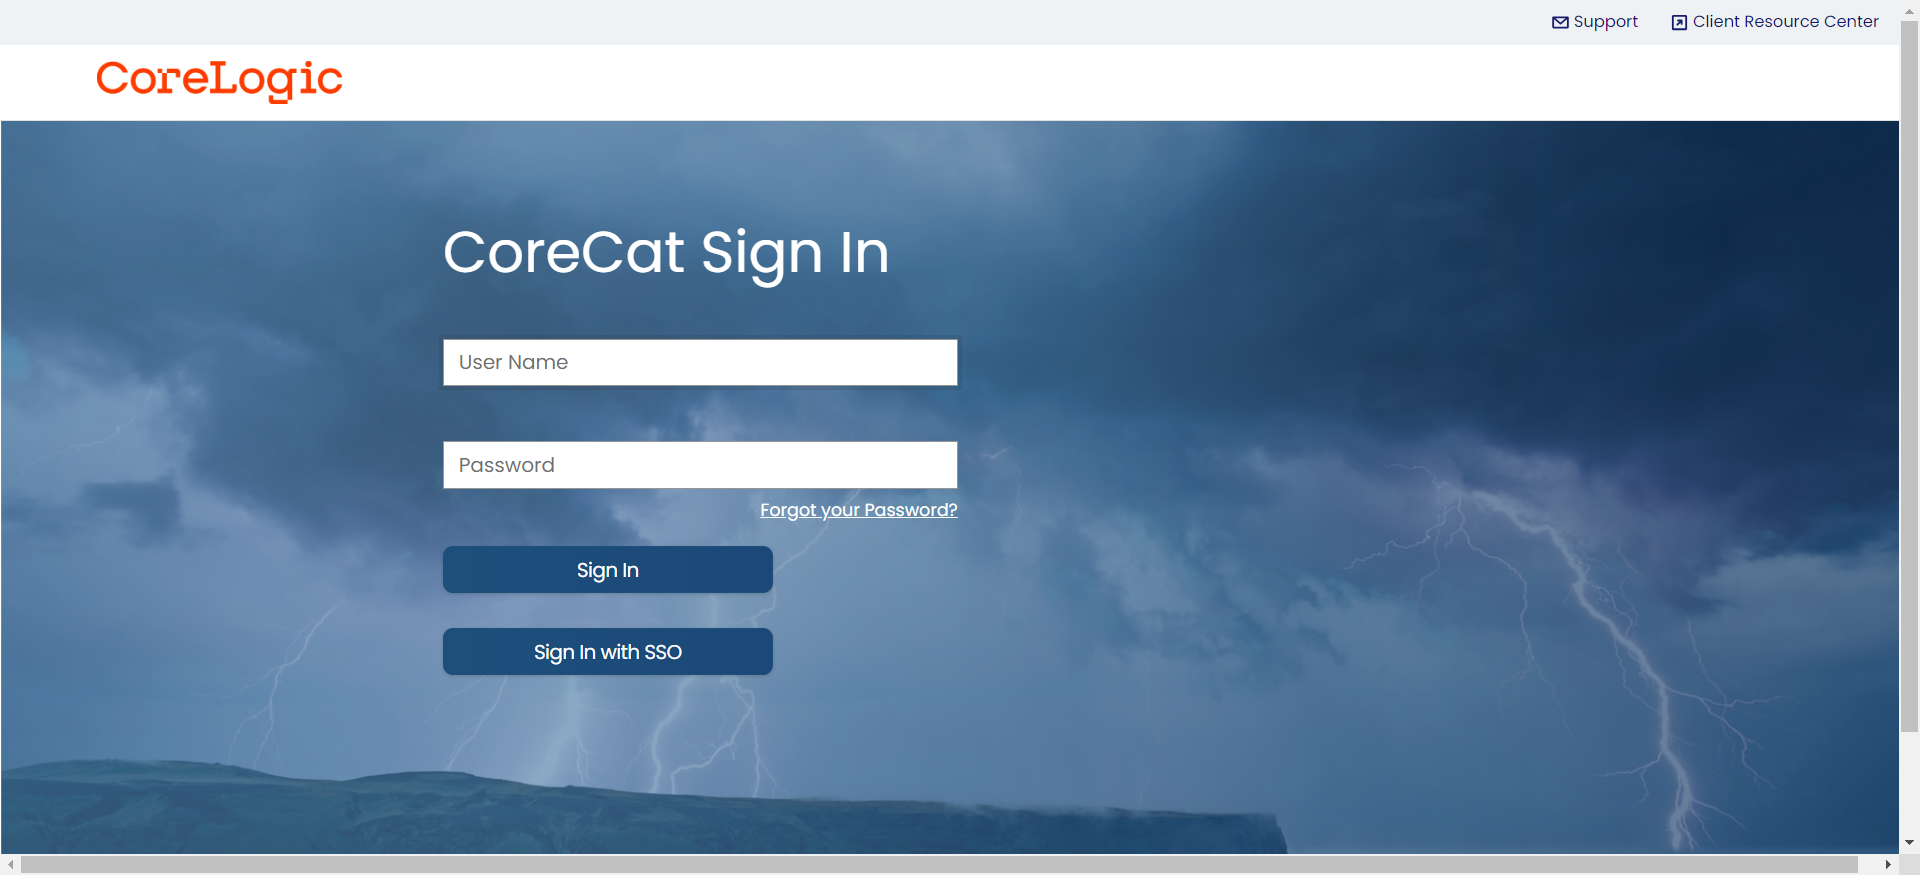 Support
Client Resource Center
CoreLogic
CoreCat Sign In
User Name
Password
Forgot your Password?
Sign In
Sign In with SSO